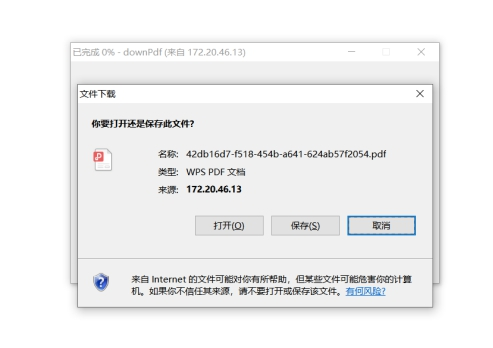 已完成 0% - downPdf (来自 172.20.46.13)
文件下载
你要打开还是保存此文件?
名称: 42db16d7-f518-454b-a641-624ab57f2054.pdf
类型: WPS PDF 文档
来源: 172.20.46.13
打开(O) 保存(S) 取消
来自 Internet 的文件可能对你有所帮助，但某些文件可能危害你的计算
机。如果你不信任其来源，请不要打开或保存该文件。有何风险?